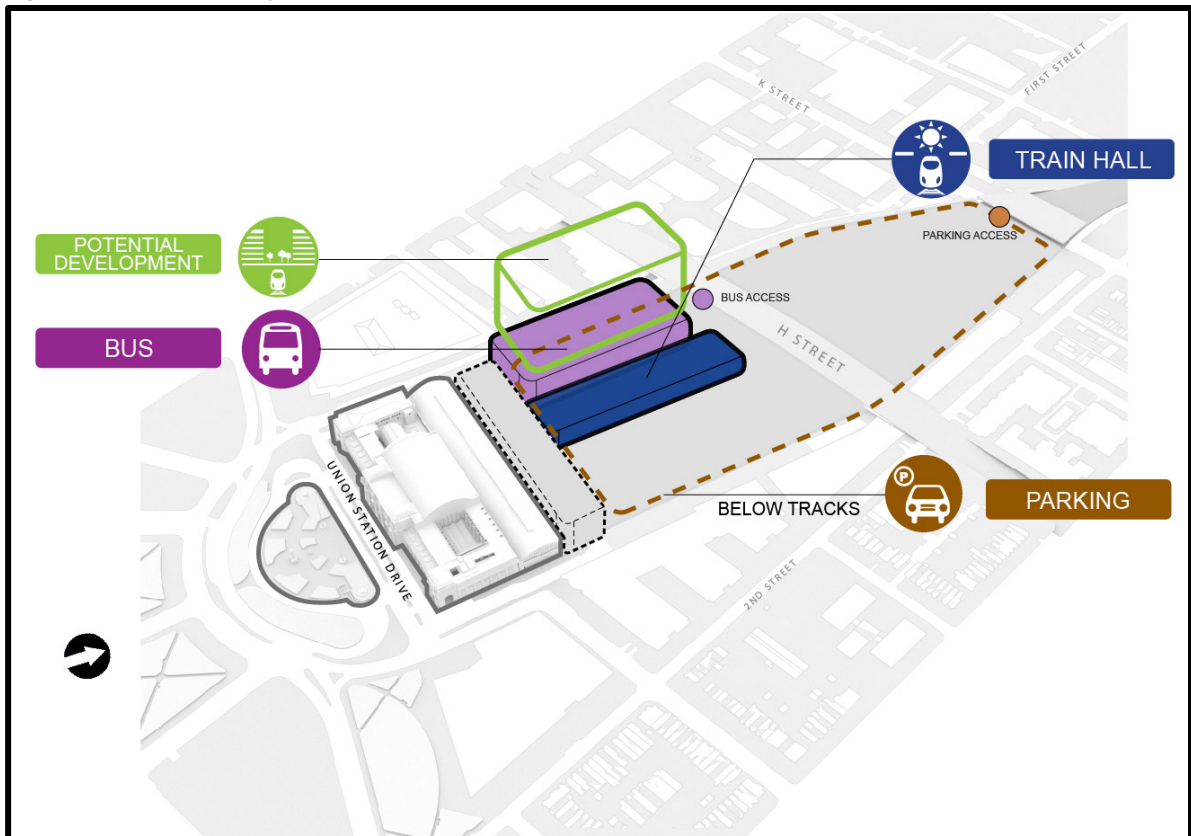 K STREET
FIRST STREET
TRAIN HALL
PARKING ACCESS
POTENTIAL
DEVELOPMENT
BUS ACCESS
BUS
H STREET
UNION STATION DRIVE
P
BELOW TRACKS
PARKING
2ND STREET